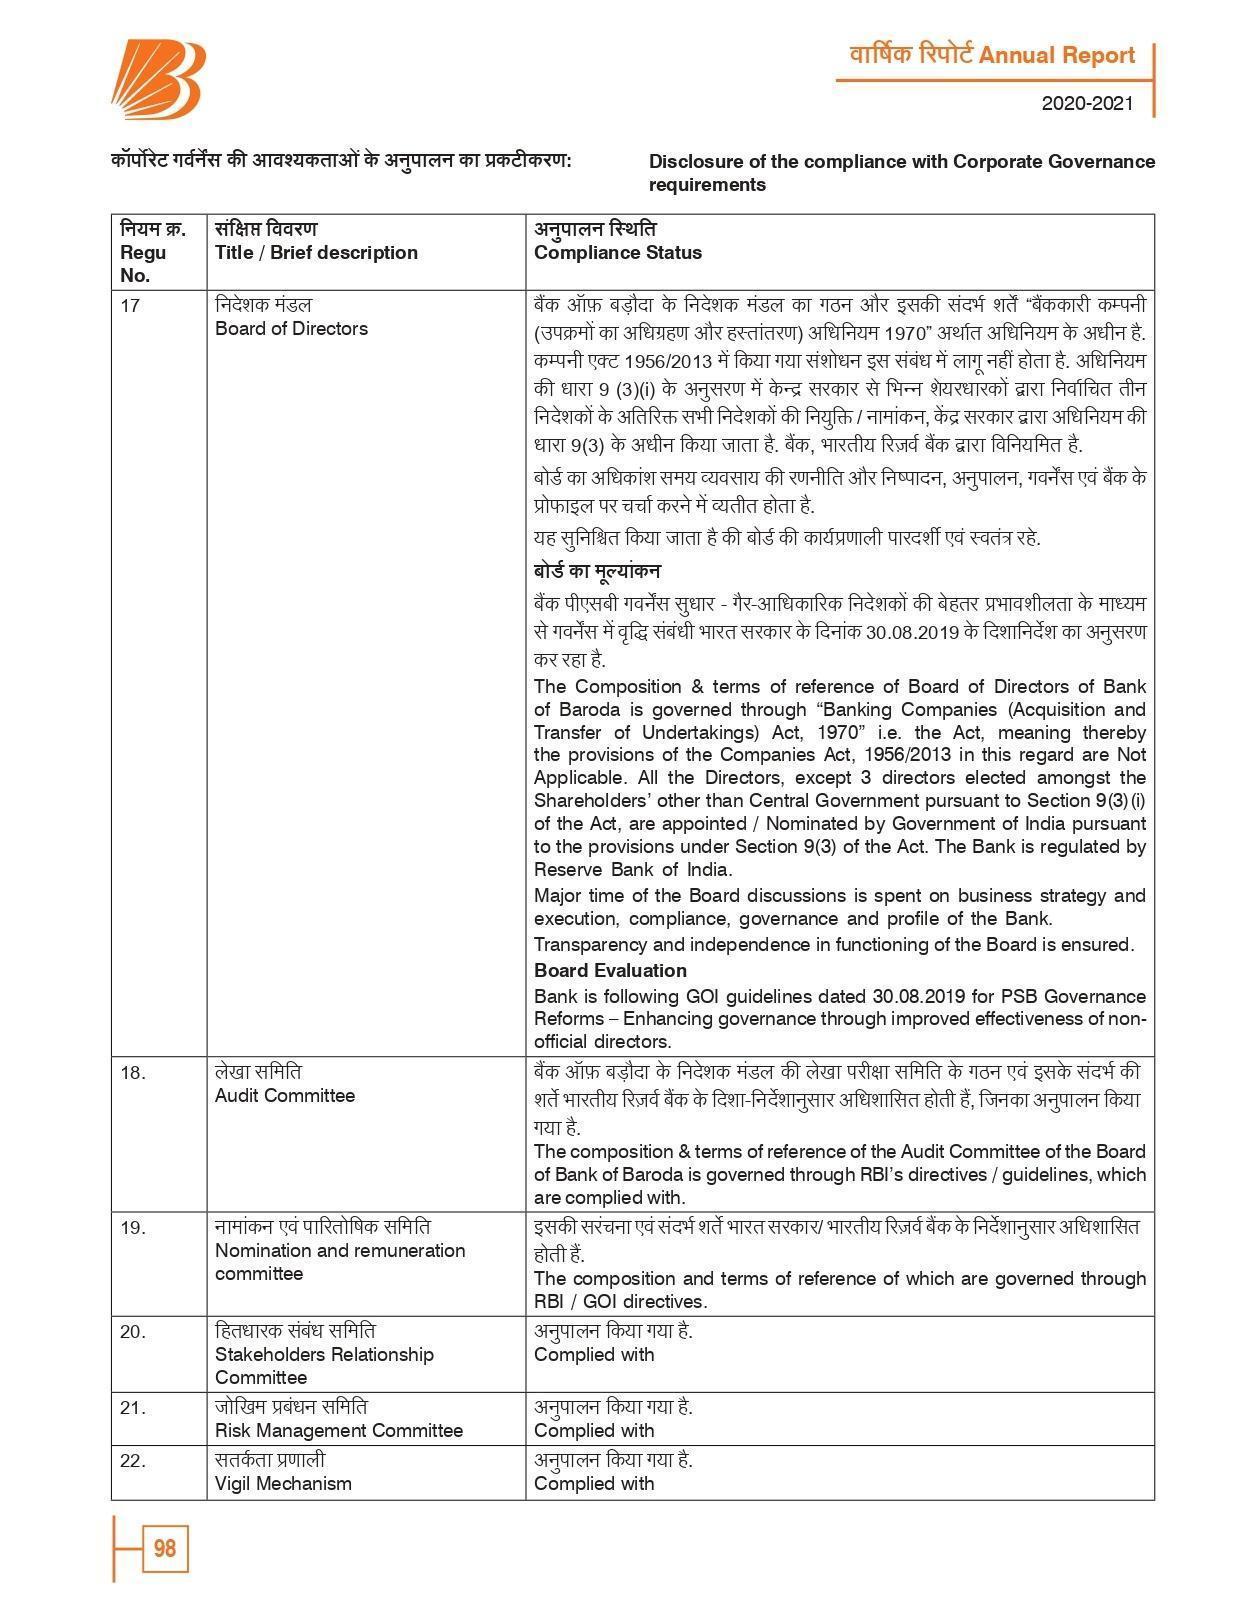 वार्षिक रिपोर्ट Annual Report
2020-2021
कॉर्पोरेट गवर्नेंस की आवश्यकताओं के अनुपालन का प्रकटीकरण:
Disclosure of the compliance with Corporate Governance
requirements
नियम क्र.
Regu
No.
संक्षिप्त विवरण
Title / Brief description
अनुपालन स्थिति
Compliance Status
17
निदेशक मंडल
Board of Directors
बैंक ऑफ़ बड़ौदा के निदेशक मंडल का गठन और इसकी संदर्भ शर्तें “बैंककारी कम्पनी
(उपक्रमों का अधिग्रहण और हस्तांतरण) अधिनियम 1970” अर्थात अधिनियम के अधीन है.
कम्पनी एक्ट 1956/2013 में किया गया संशोधन इस संबंध में लागू नहीं होता है. अधिनियम
की धारा 9 (3)(i) के अनुसरण में केन्द्र सरकार से भिन्न शेयरधारकों द्वारा निर्वाचित तीन
निदेशकों के अतिरिक्त सभी निदेशकों की नियुक्ति / नामांकन, केंद्र सरकार द्वारा अधिनियम की
धारा 9(3) के अधीन किया जाता है. बैंक, भारतीय रिज़र्व बैंक द्वारा विनियमित है.
बोर्ड का अधिकांश समय व्यवसाय की रणनीति और निष्पादन, अनुपालन, गवर्नेंस एवं बैंक के
प्रोफाइल पर चर्चा करने में व्यतीत होता है.
यह सुनिश्चित किया जाता है की बोर्ड की कार्यप्रणाली पारदर्शी एवं स्वतंत्र रहे.
बोर्ड का मूल्यांकन
बैंक पीएसबी गवर्नेंस सुधार - गैर-आधिकारिक निदेशकों की बेहतर प्रभावशीलता के माध्यम
से गवर्नेंस में वृद्धि संबंधी भारत सरकार के दिनांक 30.08.2019 के दिशानिर्देश का अनुसरण
कर रहा है.
The Composition & terms of reference of Board of Directors of Bank
of Baroda is governed through “Banking Companies (Acquisition and
Transfer of Undertakings) Act, 1970” i.e. the Act, meaning thereby
the provisions of the Companies Act, 1956/2013 in this regard are Not
Applicable. All the Directors, except 3 directors elected amongst the
Shareholders’ other than Central Government pursuant to Section 9(3)(i)
of the Act, are appointed / Nominated by Government of India pursuant
to the provisions under Section 9(3) of the Act. The Bank is regulated by
Reserve Bank of India.
Major time of the Board discussions is spent on business strategy and
execution, compliance, governance and profile of the Bank.
Transparency and independence in functioning of the Board is ensured.
Board Evaluation
Bank is following GOI guidelines dated 30.08.2019 for PSB Governance
Reforms – Enhancing governance through improved effectiveness of non-
official directors.
18.
लेखा समिति
Audit Committee
बैंक ऑफ़ बड़ौदा के निदेशक मंडल की लेखा परीक्षा समिति के गठन एवं इसके संदर्भ की
शर्ते भारतीय रिज़र्व बैंक के दिशा-निर्देशानुसार अधिशासित होती हैं, जिनका अनुपालन किया
गया है.
The composition & terms of reference of the Audit Committee of the Board
of Bank of Baroda is governed through RBI’s directives / guidelines, which
are complied with.
19.
नामांकन एवं पारितोषिक समिति
Nomination and remuneration
committee
इसकी सरंचना एवं संदर्भ शर्ते भारत सरकार/ भारतीय रिज़र्व बैंक के निर्देशानुसार अधिशासित
होती हैं.
The composition and terms of reference of which are governed through
RBI / GOI directives.
20.
हितधारक संबंध समिति
Stakeholders Relationship
Committee
अनुपालन किया गया है.
Complied with
21.
जोखिम प्रबंधन समिति
Risk Management Committee
अनुपालन किया गया है.
Complied with
22.
सतर्कता प्रणाली
Vigil Mechanism
अनुपालन किया गया है.
Complied with
98